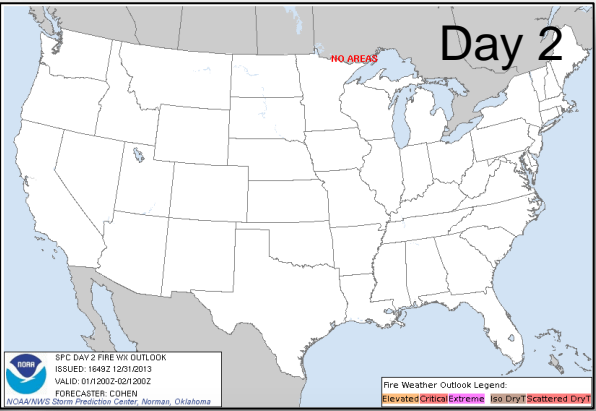 Day 2
NO AREAS
NOAA
SPC DAY 2 FIRE WX OUTLOOK
ISSUED: 1649Z 12/31/2013
VALID: 01/1200Z-02/1200Z
FORECASTER: COHEN
NOAA/NWS Storm Prediction Center, Norman, Oklahoma
Fire Weather Outlook Legend:
Elevated Critical Extreme Iso DryT Scattered DryT